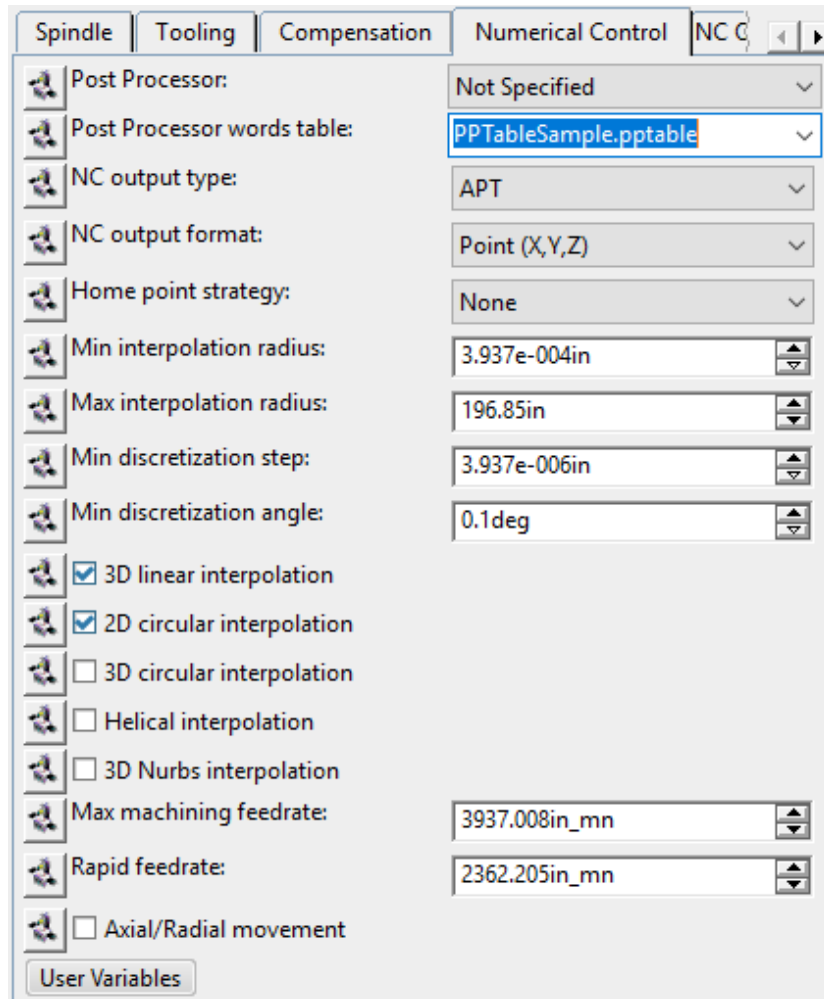 Spindle Tooling Compensation Numerical Control NC
Post Processor: Not Specified
Post Processor words table: PPTableSample.pptable
NC output type: APT
NC output format: Point (X,Y,Z)
Home point strategy: None
Min interpolation radius: 3.937e-004in
Max interpolation radius: 196.85in
Min discretization step: 3.937e-006in
Min discretization angle: 0.1deg
3D linear interpolation
2D circular interpolation
3D circular interpolation
Helical interpolation
3D Nurbs interpolation
Max machining feedrate: 3937.008in_mn
Rapid feedrate: 2362.205in_mn
Axial/Radial movement
User Variables